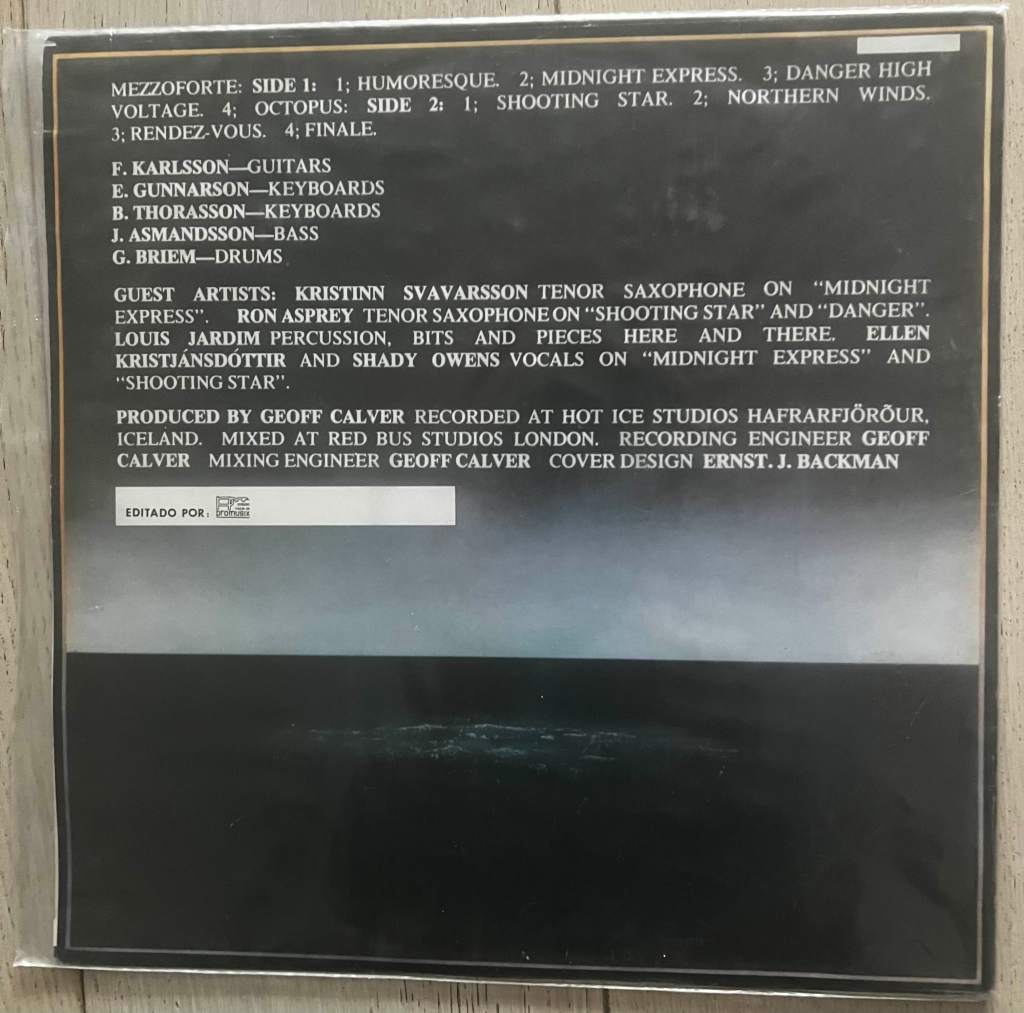 MEZZOFORTE: SIDE 1: 1; HUMORESQUE. 2; MIDNIGHT EXPRESS. 3; DANGER HIGH
VOLTAGE. 4; OCTOPUS: SIDE 2: 1; SHOOTING STAR. 2; NORTHERN WINDS.
3; RENDEZ-VOUS. 4; FINALE.
F. KARLSSON—GUITARS
E. GUNNARSON—KEYBOARDS
B. THORASSON—KEYBOARDS
J. ASMANDSSON—BASS
G. BRIEM—DRUMS
GUEST ARTISTS: KRISTINN SVAVARSSON TENOR SAXOPHONE ON "MIDNIGHT
EXPRESS". RON ASPREY TENOR SAXOPHONE ON "SHOOTING STAR" AND "DANGER".
LOUIS JARDIM PERCUSSION, BITS AND PIECES HERE AND THERE. ELLEN
KRISTJÁNSDÓTTIR AND SHADY OWENS VOCALS ON "MIDNIGHT EXPRESS" AND
"SHOOTING STAR".
PRODUCED BY GEOFF CALVER RECORDED AT HOT ICE STUDIOS HAFRARFJÖRÕUR,
ICELAND. MIXED AT RED BUS STUDIOS LONDON. RECORDING ENGINEER GEOFF
CALVER MIXING ENGINEER GEOFF CALVER COVER DESIGN ERNST. J. BACKMAN
EDITADO POR: promusix